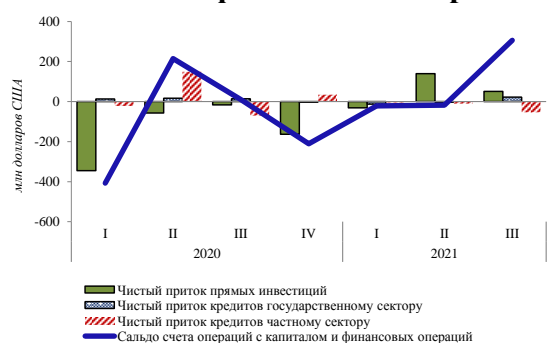 400
200
0
-200
-400
-600
млн долларов США
I II III IV I II III
2020 2021
Чистый приток прямых инвестиций
Чистый приток кредитов государственному сектору
Чистый приток кредитов частному сектору
Сальдо счета операций с капиталом и финансовых операций